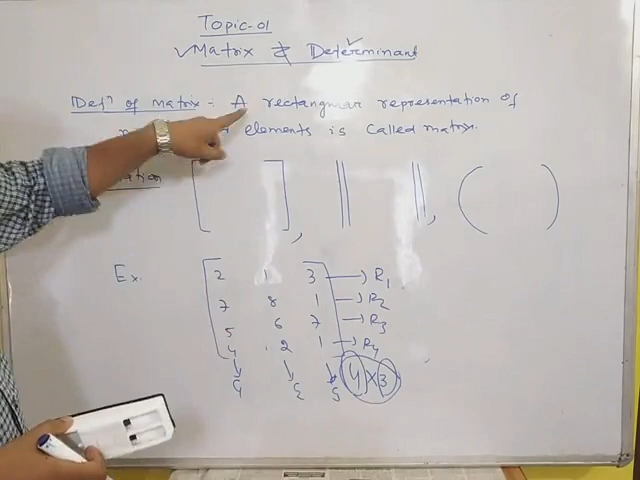 Topic-01
✓Matrix & Determinant
Defn of matrix :- A rectangular representation of
elements is called matrix.
[ ] , || || , ( )
Ex. 2 1 3 → R1
7 8 1 → R2
5 6 7 → R3
4 2 1 → R4
4×3